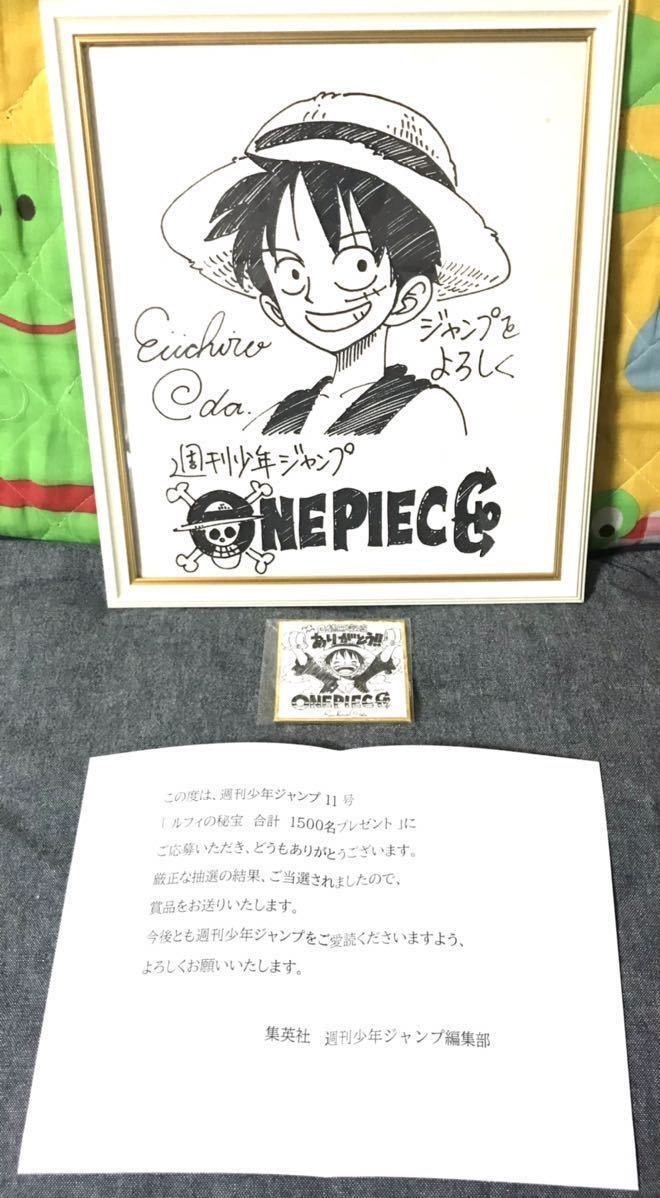 Eiichiro
Oda.
ジャンプを
よろしく
週刊少年ジャンプ
ONE PIECE
ありがとう!!
ONE PIECE
この度は、週刊少年ジャンプ11号
「ルフィの秘宝 合計 1500名プレゼント」に
ご応募いただき、どうもありがとうございます。
厳正な抽選の結果、ご当選されましたので、
賞品をお送りいたします。
今後とも週刊少年ジャンプをご愛読くださいますよう、
よろしくお願いいたします。
集英社 週刊少年ジャンプ編集部